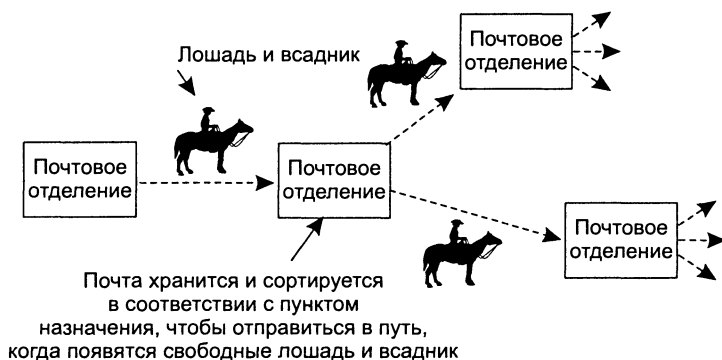 Почтовое
отделение
Лошадь и всадник
Почтовое
отделение
Почтовое
отделение
Почтовое
отделение
Почта хранится и сортируется
в соответствии с пунктом
назначения, чтобы отправиться в путь,
когда появятся свободные лошадь и всадник